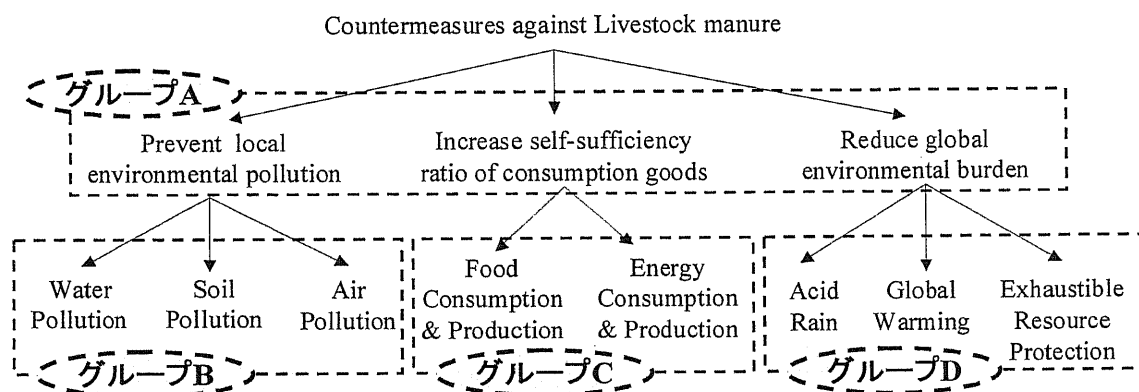 Countermeasures against Livestock manure
グループA
Prevent local
environmental pollution
Increase self-sufficiency
ratio of consumption goods
Reduce global
environmental burden
Water
Pollution
Soil
Pollution
Air
Pollution
グループB
Food
Consumption
& Production
Energy
Consumption
& Production
グループC
Acid
Rain
Global
Warming
Exhaustible
Resource
Protection
グループD